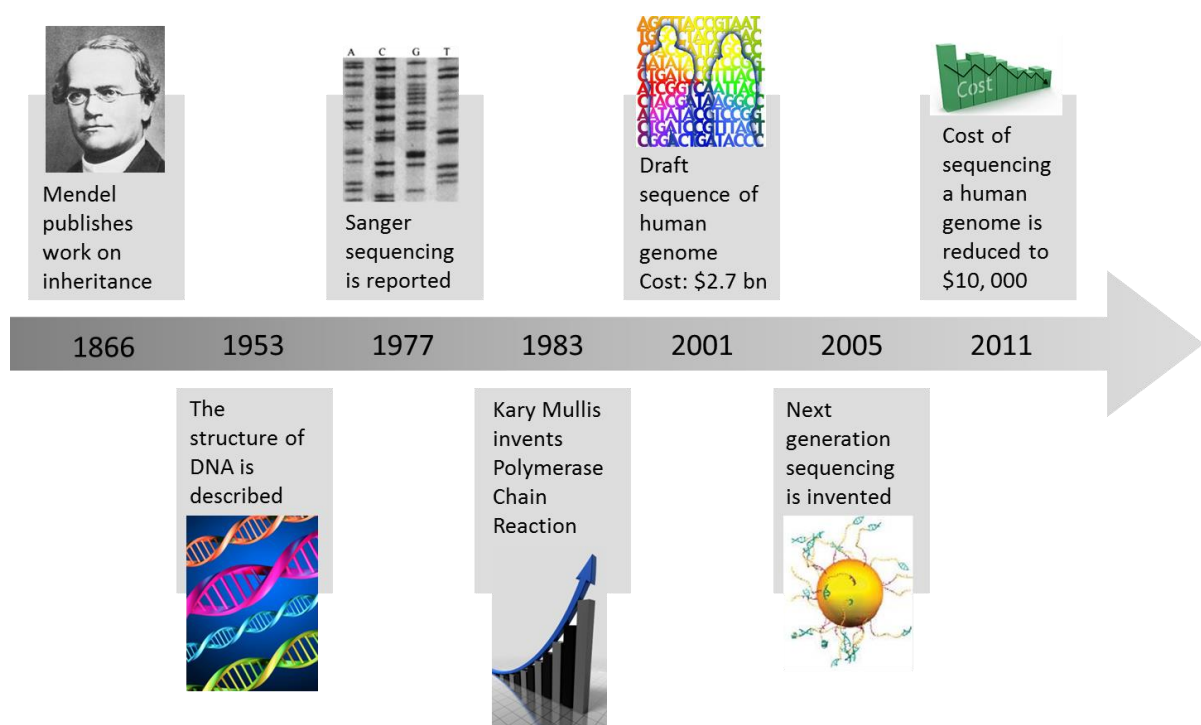 Mendel
publishes
work on
inheritance
A C G T
Sanger
sequencing
is reported
AGCTTACCGTAAT
Draft
sequence of
human
genome
Cost: $2.7 bn
Cost
Cost of
sequencing
a human
genome is
reduced to
$10, 000
1866 1953 1977 1983 2001 2005 2011
The
structure of
DNA is
described
Kary Mullis
invents
Polymerase
Chain
Reaction
Next
generation
sequencing
is invented